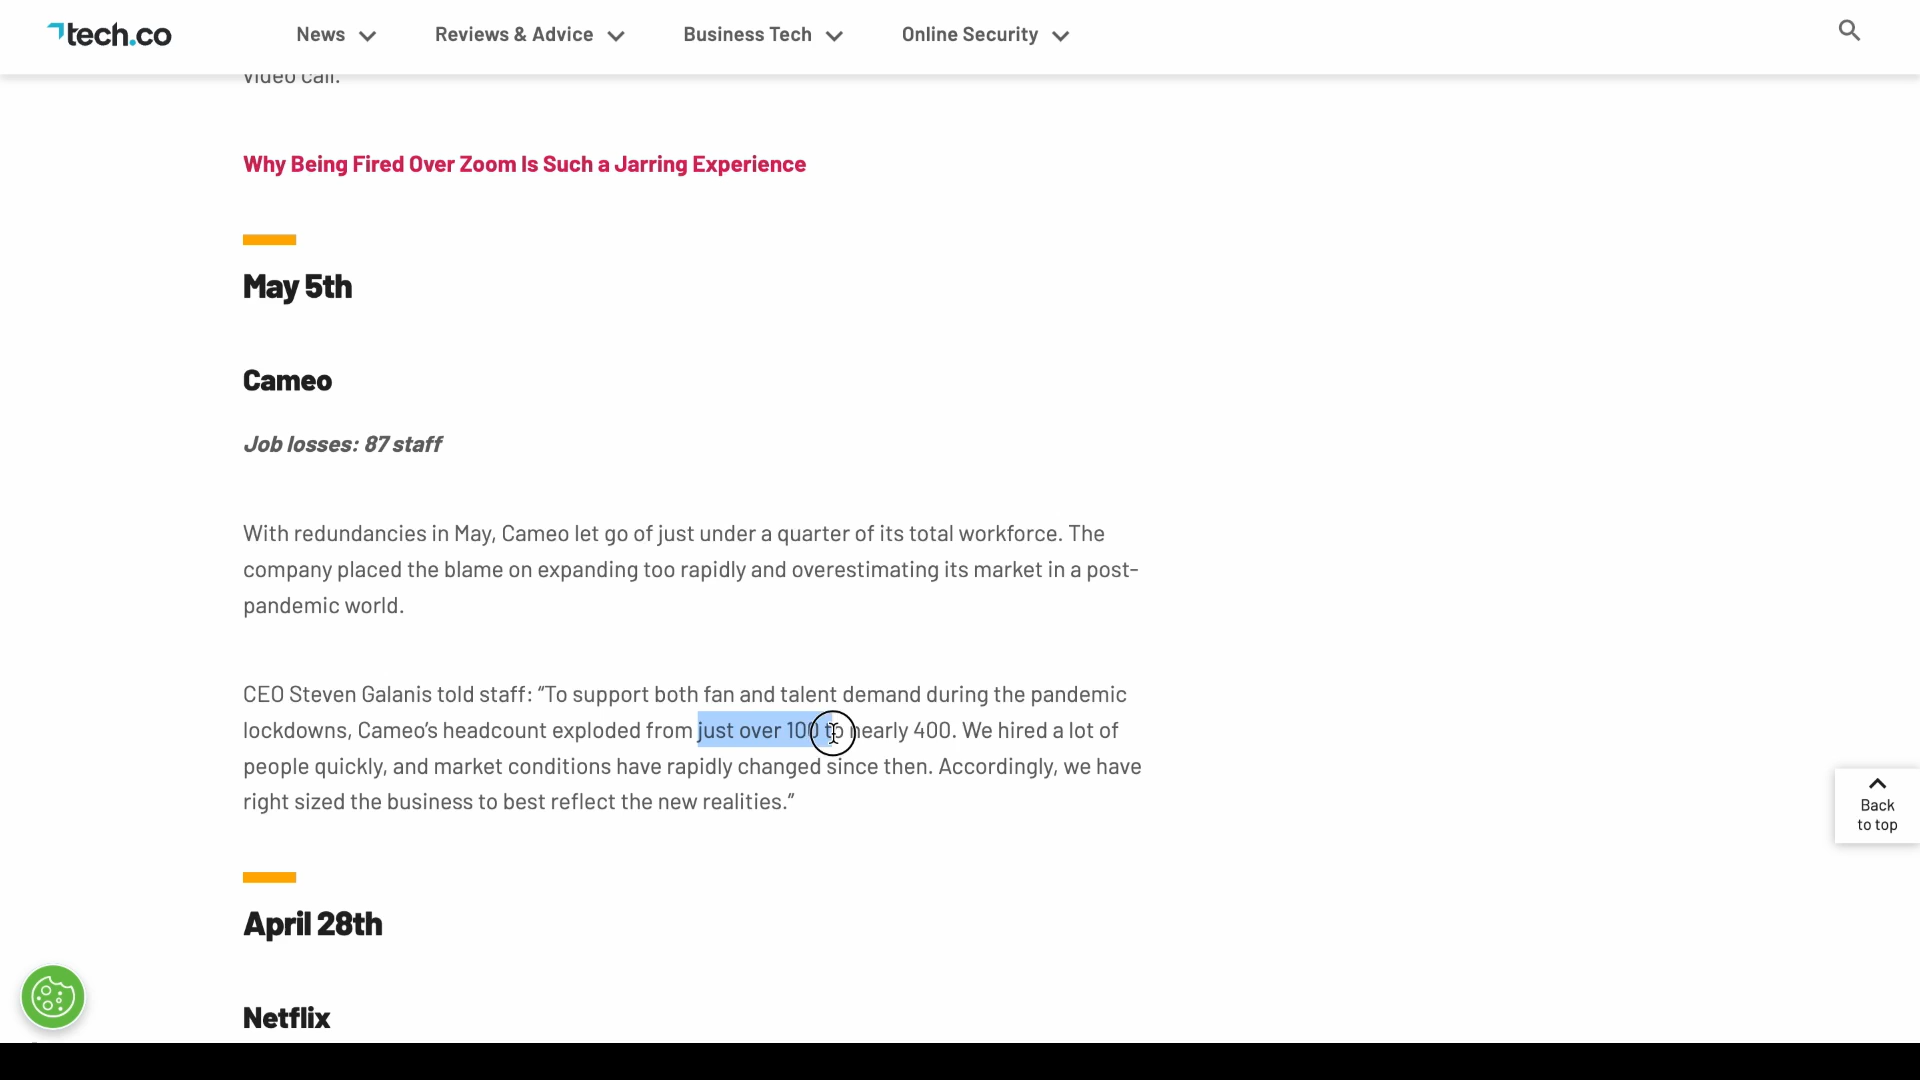 tech.co
News
Reviews & Advice
Business Tech
Online Security
video call.
Why Being Fired Over Zoom Is Such a Jarring Experience
May 5th
Cameo
Job losses: 87 staff
With redundancies in May, Cameo let go of just under a quarter of its total workforce. The
company placed the blame on expanding too rapidly and overestimating its market in a post-
pandemic world.
CEO Steven Galanis told staff: “To support both fan and talent demand during the pandemic
lockdowns, Cameo’s headcount exploded from just over 100 to nearly 400. We hired a lot of
people quickly, and market conditions have rapidly changed since then. Accordingly, we have
right sized the business to best reflect the new realities.”
Back
to top
April 28th
Netflix